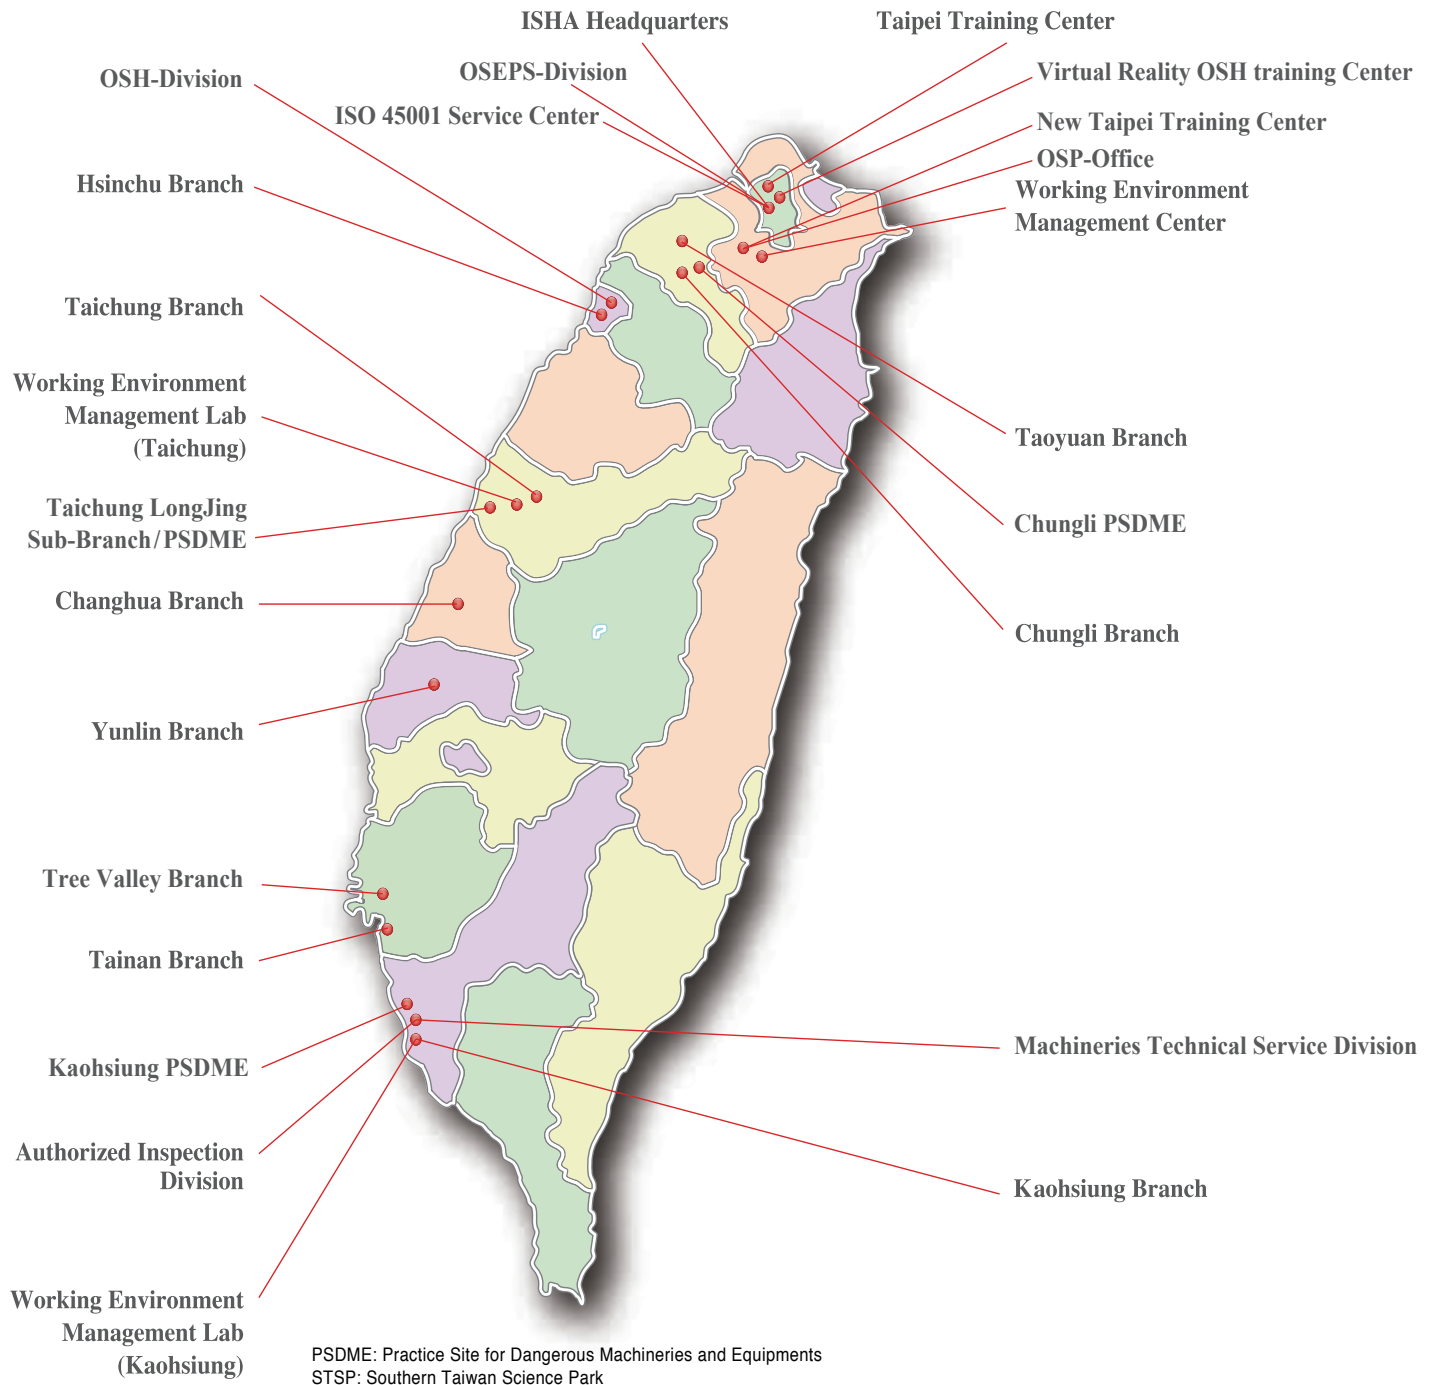 ISHA Headquarters
Taipei Training Center
OSEPS-Division
Virtual Reality OSH training Center
OSH-Division
ISO 45001 Service Center
New Taipei Training Center
OSP-Office
Hsinchu Branch
Working Environment
Management Center
Taichung Branch
Working Environment
Management Lab
(Taichung)
Taoyuan Branch
Taichung LongJing
Sub-Branch/PSDME
Chungli PSDME
Changhua Branch
Chungli Branch
Yunlin Branch
Tree Valley Branch
Tainan Branch
Kaohsiung PSDME
Machineries Technical Service Division
Authorized Inspection
Division
Kaohsiung Branch
Working Environment
Management Lab
(Kaohsiung)
PSDME: Practice Site for Dangerous Machineries and Equipments
STSP: Southern Taiwan Science Park